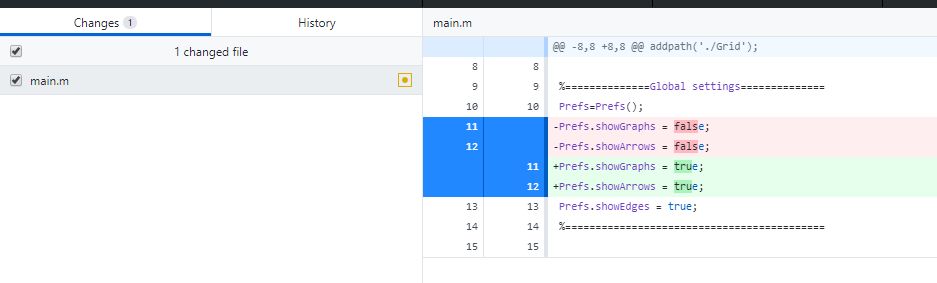 Changes 1 History main.m
1 changed file
main.m
@@ -8,8 +8,8 @@ addpath('./Grid');
8 8
9 9 %==============Global settings==============
10 10 Prefs=Prefs();
11 -Prefs.showGraphs = false;
12 -Prefs.showArrows = false;
11 +Prefs.showGraphs = true;
12 +Prefs.showArrows = true;
13 13 Prefs.showEdges = true;
14 14 %===========================================
15 15